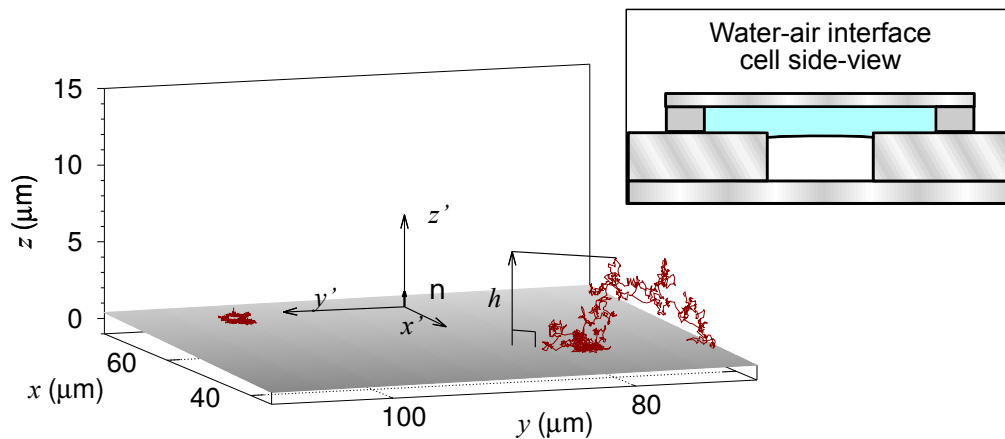 Water-air interface
cell side-view
15
10
5
0
z (μm)
z’
n
y’
x’
h
60
40
x (μm)
100
80
y (μm)